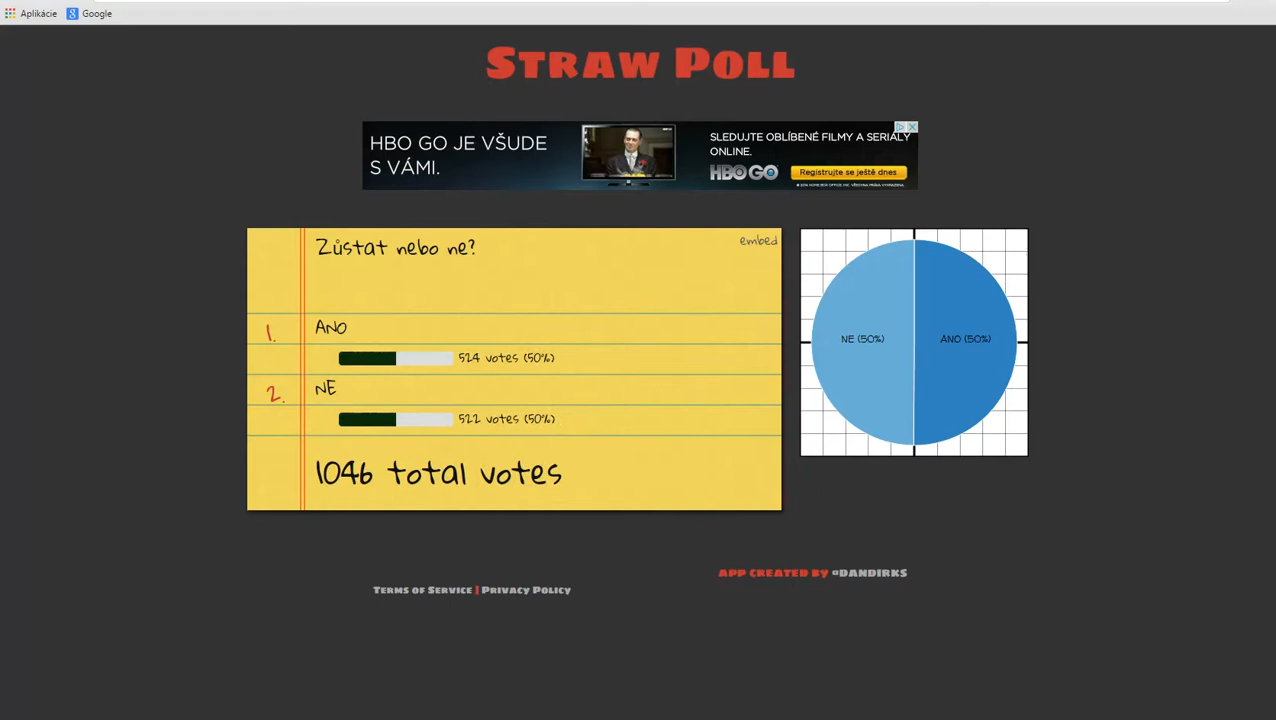 Aplikácie
Google
STRAW POLL
HBO GO JE VŠUDE
S VÁMI.
SLEDUJTE OBLÍBENÉ FILMY A SERIÁLY
ONLINE.
HBO GO
Registrujte se ještě dnes
Zůstat nebo ne?
embed
1.
ANO
524 votes (50%)
2.
NE
522 votes (50%)
1046 total votes
NE (50%)
ANO (50%)
APP CREATED BY @DANDIRKS
TERMS OF SERVICE | PRIVACY POLICY